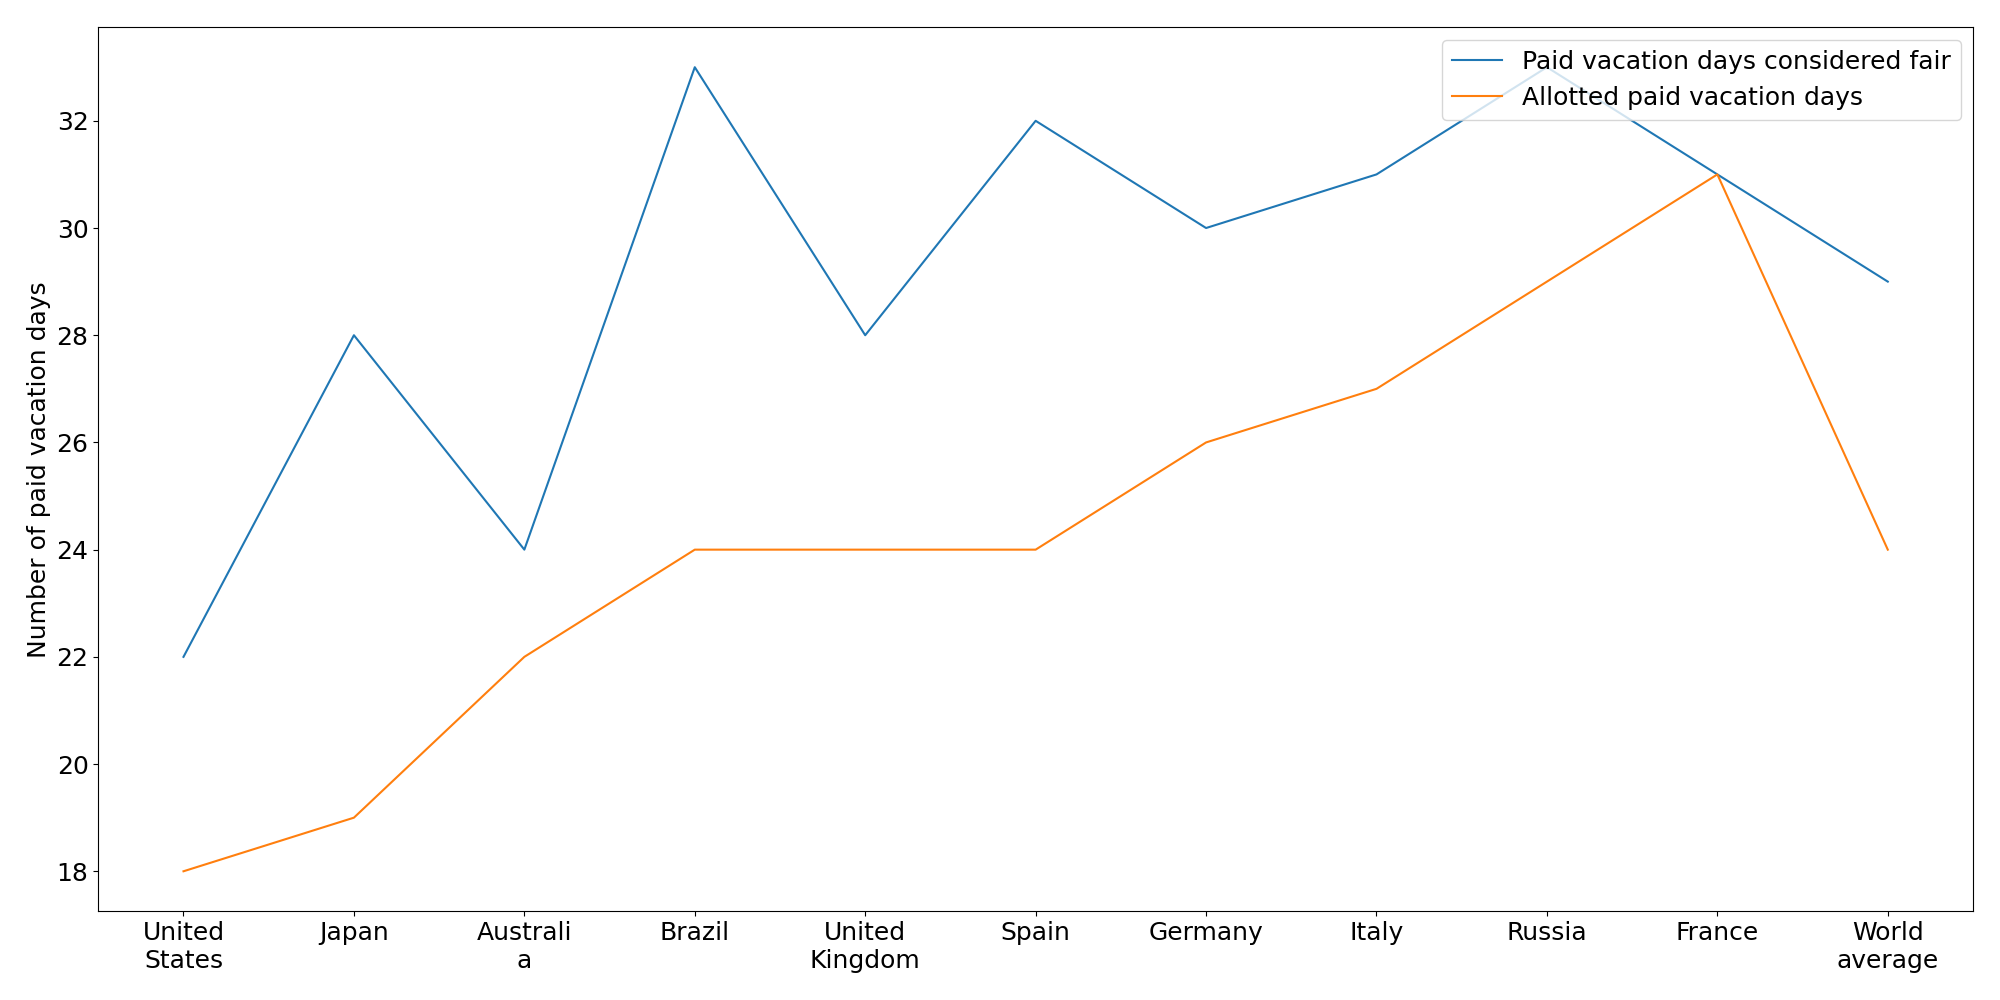 Paid vacation days considered fair
Allotted paid vacation days
Number of paid vacation days
32
30
28
26
24
22
20
18
United States
Japan
Australi
a
Brazil
United Kingdom
Spain
Germany
Italy
Russia
France
World average